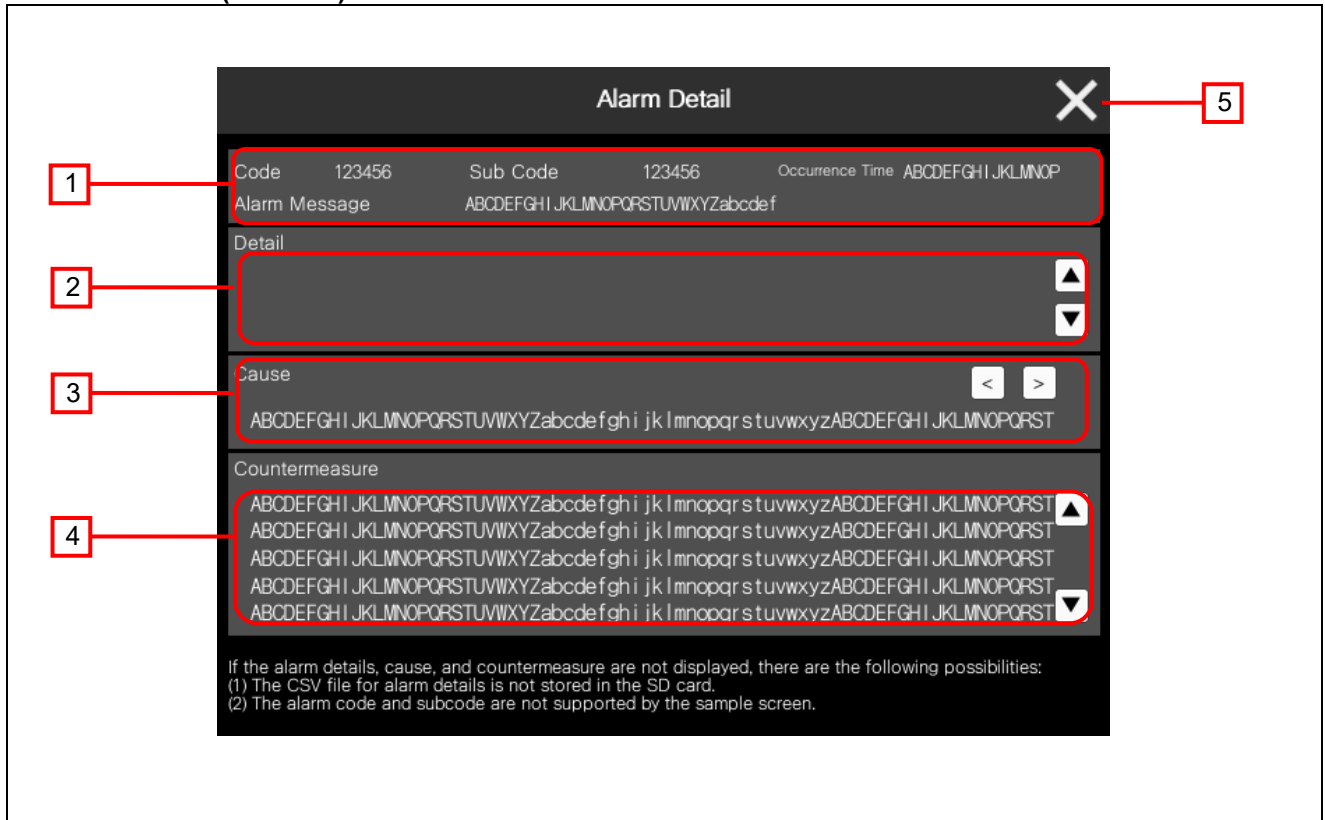 Alarm Detail
5
1
Code 123456 Sub Code 123456 Occurrence Time ABCDEFGHIJKLMNOP
Alarm Message ABCDEFGHIJKLMNOPQRSTUVWXYZabcdef
Detail
2
▲
▼
3
Cause < >
ABCDEFGHIJKLMNOPQRSTUVWXYZabcdefghijklmnopqrstuvwxyzABCDEFGHIJKLMNOPQRST
Countermeasure
4
ABCDEFGHIJKLMNOPQRSTUVWXYZabcdefghijklmnopqrstuvwxyzABCDEFGHIJKLMNOPQRST ▲
ABCDEFGHIJKLMNOPQRSTUVWXYZabcdefghijklmnopqrstuvwxyzABCDEFGHIJKLMNOPQRST
ABCDEFGHIJKLMNOPQRSTUVWXYZabcdefghijklmnopqrstuvwxyzABCDEFGHIJKLMNOPQRST
ABCDEFGHIJKLMNOPQRSTUVWXYZabcdefghijklmnopqrstuvwxyzABCDEFGHIJKLMNOPQRST
ABCDEFGHIJKLMNOPQRSTUVWXYZabcdefghijklmnopqrstuvwxyzABCDEFGHIJKLMNOPQRST ▼
If the alarm details, cause, and countermeasure are not displayed, there are the following possibilities:
(1) The CSV file for alarm details is not stored in the SD card.
(2) The alarm code and subcode are not supported by the sample screen.